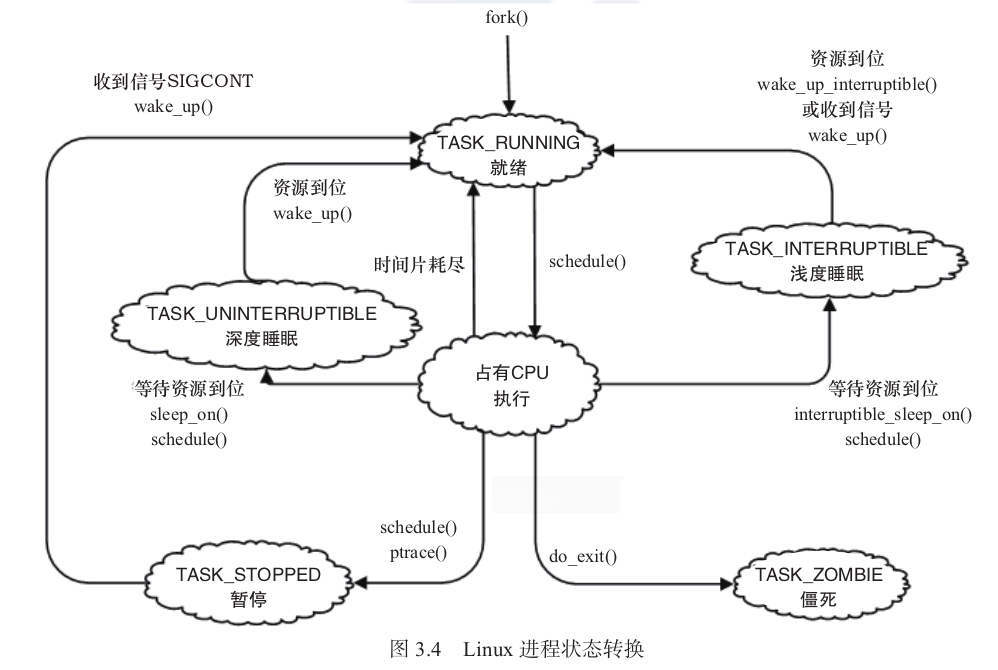 fork()
收到信号SIGCONT
wake_up()
资源到位
wake_up_interruptible()
或收到信号
wake_up()
TASK_RUNNING
就绪
资源到位
wake_up()
时间片耗尽
schedule()
TASK_INTERRUPTIBLE
浅度睡眠
TASK_UNINTERRUPTIBLE
深度睡眠
占有CPU
执行
等待资源到位
sleep_on()
schedule()
等待资源到位
interruptible_sleep_on()
schedule()
schedule()
ptrace()
do_exit()
TASK_STOPPED
暂停
TASK_ZOMBIE
僵死
图 3.4 Linux 进程状态转换